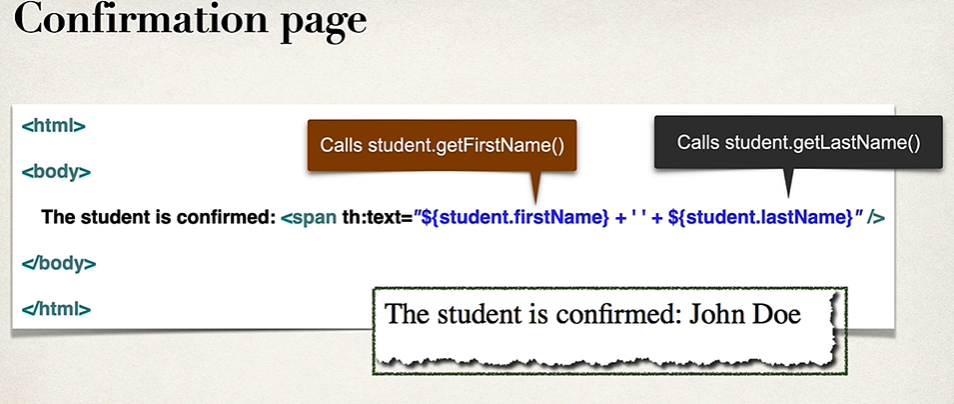 Confirmation page
<html>
Calls student.getFirstName()
Calls student.getLastName()
<body>
The student is confirmed: <span th:text="${student.firstName} + ' ' + ${student.lastName}" />
</body>
</html>
The student is confirmed: John Doe